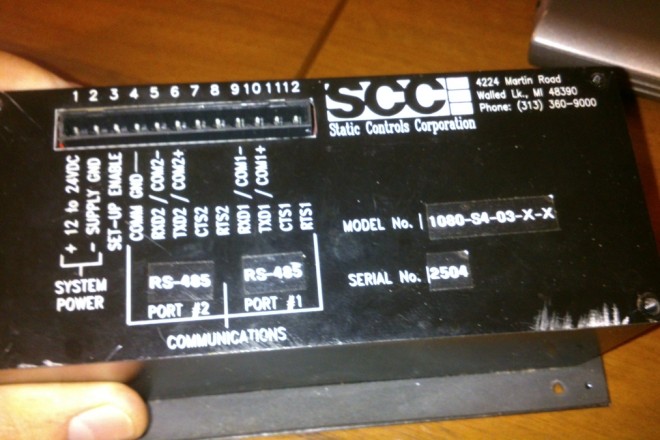 1 2 3 4 5 6 7 8 9 10 11 12
SCC
Static Controls Corporation
4224 Martin Road
Walled Lk., MI 48390
Phone: (313) 360-9000
+ 12 to 24VDC
- SUPPLY GND
SET-UP ENABLE
COMM GND
RXD2 / COM2-
TXD2 / COM2+
CTS2
RTS2
RXD1 / COM1-
TXD1 / COM1+
CTS1
RTS1
SYSTEM
POWER
RS-485
PORT #2
RS-485
PORT #1
COMMUNICATIONS
MODEL No. 1080-S4-03-X-X
SERIAL No. 2504